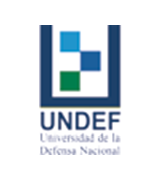 UNDEF
Universidad de la
Defensa Nacional